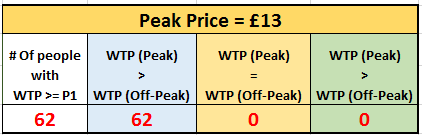 Peak Price = £13
# Of people
with
WTP >= P1
WTP (Peak)
>
WTP (Off-Peak)
WTP (Peak)
=
WTP (Off-Peak)
WTP (Peak)
>
WTP (Off-Peak)
62
62
0
0